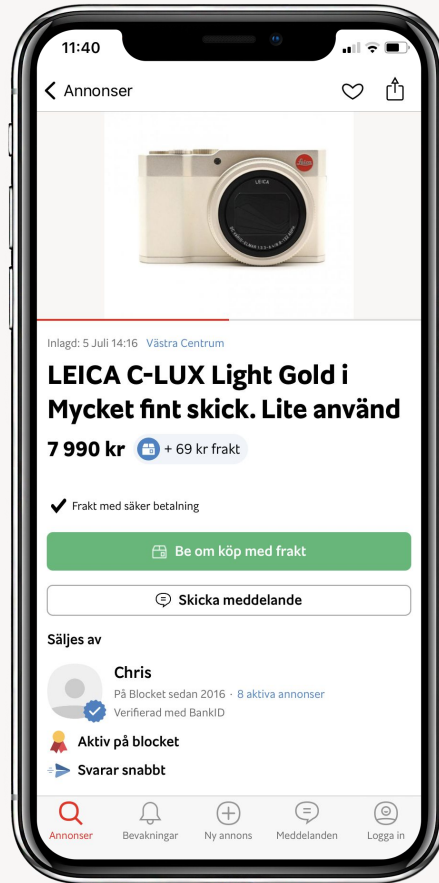 11:40
Annonser
Leica
LEICA
Inlagd: 5 Juli 14:16 Västra Centrum
LEICA C-LUX Light Gold i
Mycket fint skick. Lite använd
7 990 kr + 69 kr frakt
Frakt med säker betalning
Be om köp med frakt
Skicka meddelande
Säljes av
Chris
På Blocket sedan 2016 · 8 aktiva annonser
Verifierad med BankID
Aktiv på blocket
Svarar snabbt
Annonser Bevakningar Ny annons Meddelanden Logga in